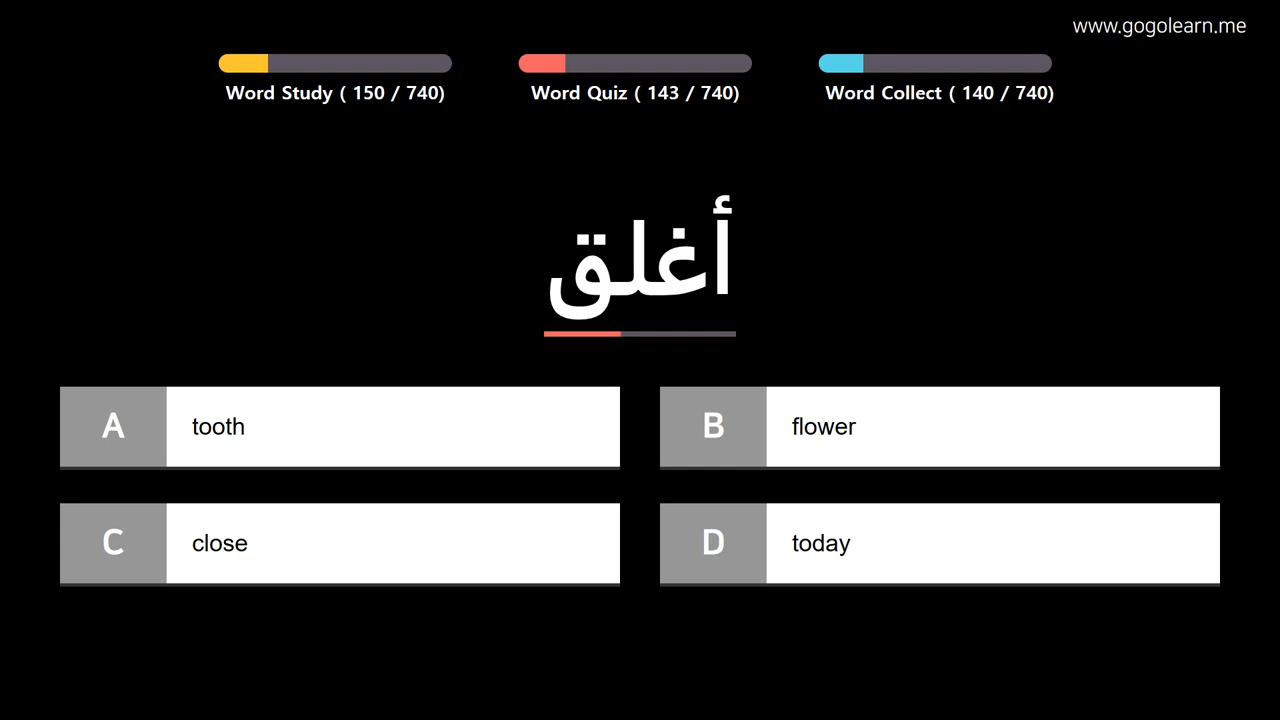 www.gogolearn.me
Word Study ( 150 / 740)
Word Quiz ( 143 / 740)
Word Collect ( 140 / 740)
أغلق
A tooth
B flower
C close
D today